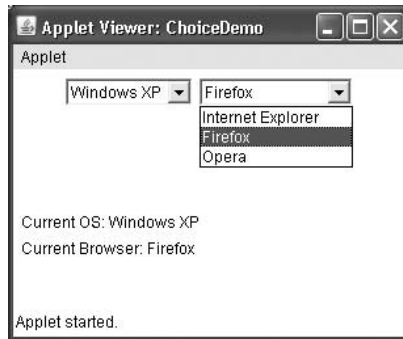 Applet Viewer: ChoiceDemo
Applet
Windows XP Firefox
Internet Explorer
Firefox
Opera
Current OS: Windows XP
Current Browser: Firefox
Applet started.